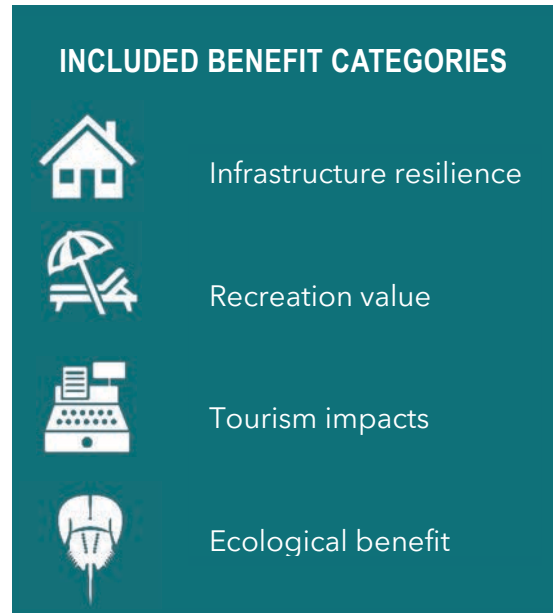 INCLUDED BENEFIT CATEGORIES
Infrastructure resilience
Recreation value
Tourism impacts
Ecological benefit